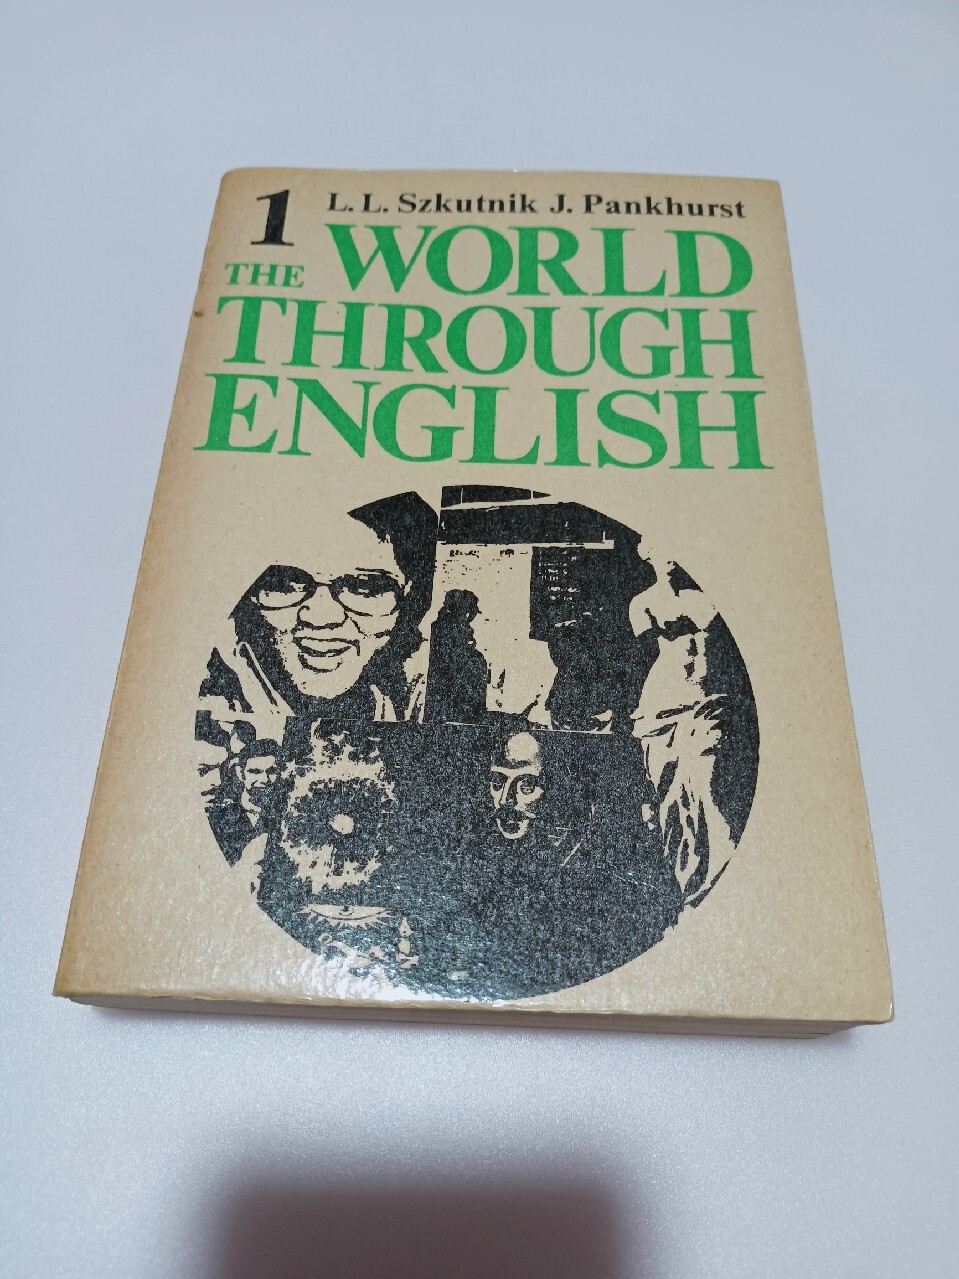 1 L. L. Szkutnik J. Pankhurst
THE WORLD
THROUGH
ENGLISH